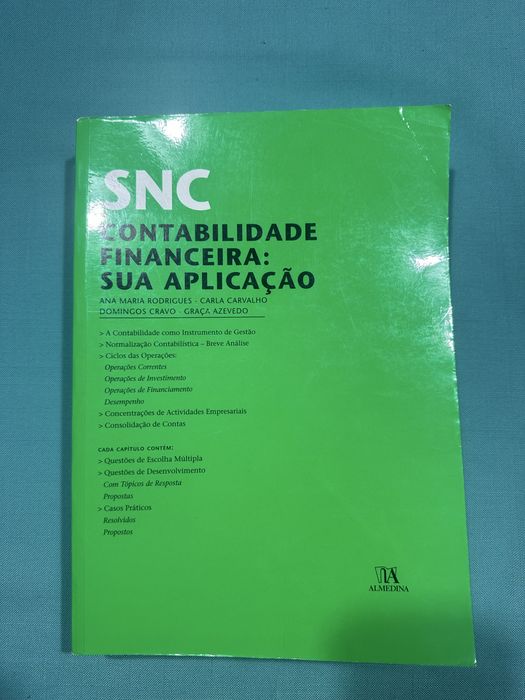 SNC
CONTABILIDADE
FINANCEIRA:
SUA APLICAÇÃO
ANA MARIA RODRIGUES · CARLA CARVALHO
DOMINGOS CRAVO · GRAÇA AZEVEDO
> A Contabilidade como Instrumento de Gestão
> Normalização Contabilística – Breve Análise
> Ciclos das Operações:
Operações Correntes
Operações de Investimento
Operações de Financiamento
Desempenho
> Concentrações de Actividades Empresariais
> Consolidação de Contas
CADA CAPÍTULO CONTÉM:
> Questões de Escolha Múltipla
> Questões de Desenvolvimento
Com Tópicos de Resposta
Propostas
> Casos Práticos
Resolvidos
Propostos
ALMEDINA